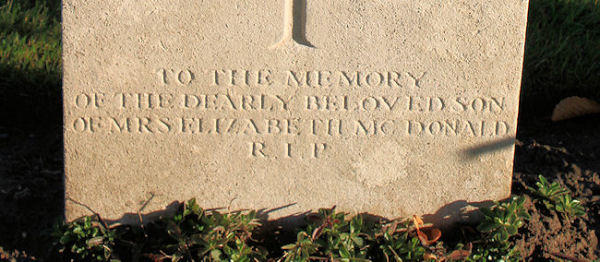 TO THE MEMORY
OF THE DEARLY BELOVED SON
OF MRS ELIZABETH MC DONALD
R.I.P.